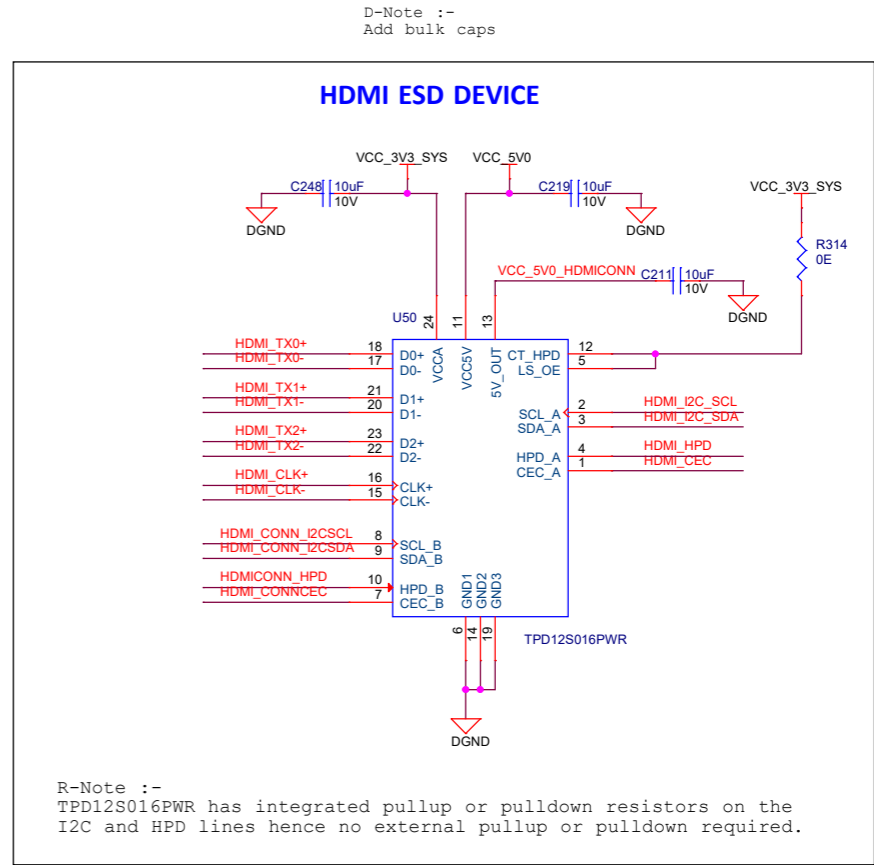 D-Note :-
Add bulk caps
HDMI ESD DEVICE
VCC_3V3_SYS
VCC_5V0
VCC_3V3_SYS
C248
10uF
10V
DGND
C219
10uF
10V
DGND
R314
0E
VCC_5V0_HDMICONN
C211
10uF
10V
DGND
U50
24
11
13
VCCA
VCC5V
5V_OUT
HDMI_TX0+
18
D0+
HDMI_TX0-
17
D0-
HDMI_TX1+
21
D1+
HDMI_TX1-
20
D1-
HDMI_TX2+
23
D2+
HDMI_TX2-
22
D2-
HDMI_CLK+
16
CLK+
HDMI_CLK-
15
CLK-
HDMI_CONN_I2CSCL
8
SCL_B
HDMI_CONN_I2CSDA
9
SDA_B
HDMICONN_HPD
10
HPD_B
HDMI_CONNCEC
7
CEC_B
CT_HPD
12
LS_OE
5
SCL_A
2
HDMI_I2C_SCL
SDA_A
3
HDMI_I2C_SDA
HPD_A
4
HDMI_HPD
CEC_A
1
HDMI_CEC
GND1
GND2
GND3
6
14
19
TPD12S016PWR
DGND
R-Note :-
TPD12S016PWR has integrated pullup or pulldown resistors on the
I2C and HPD lines hence no external pullup or pulldown required.